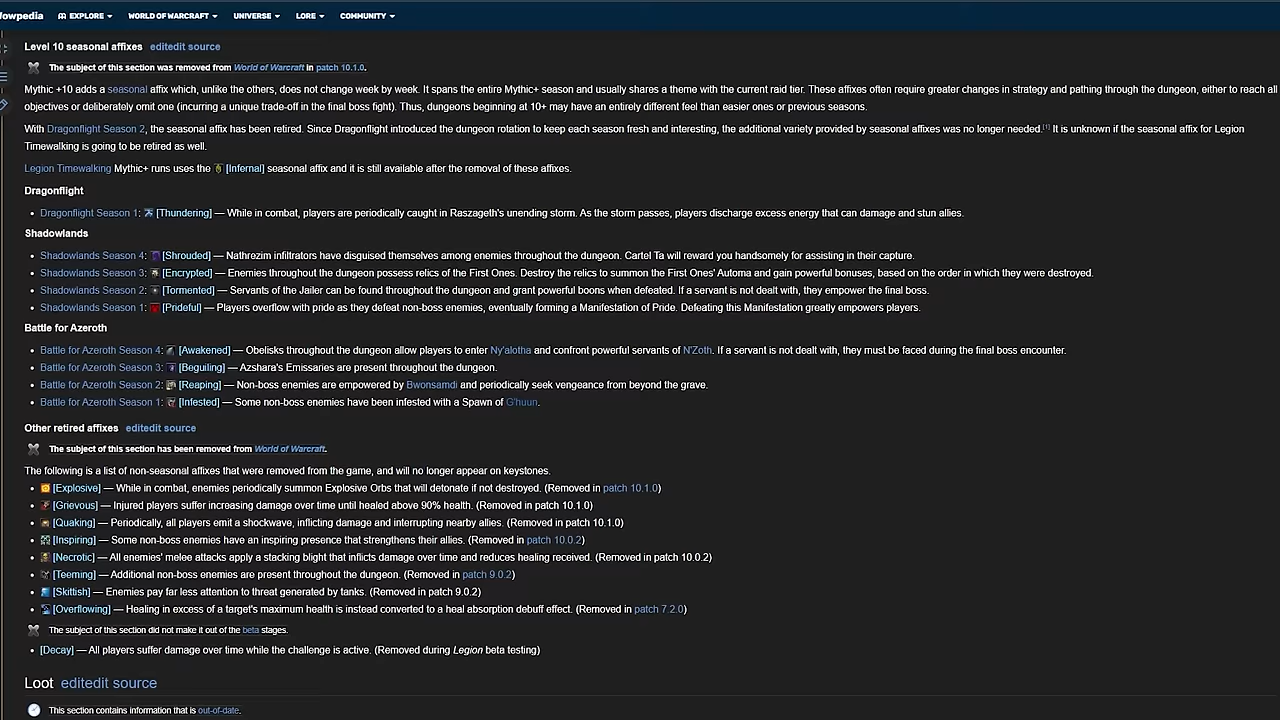 Wowpedia EXPLORE WORLD OF WARCRAFT UNIVERSE LORE COMMUNITY
Level 10 seasonal affixes editedit source
The subject of this section was removed from World of Warcraft in patch 10.1.0.
Mythic +10 adds a seasonal affix which, unlike the others, does not change week by week. It spans the entire Mythic+ season and usually shares a theme with the current raid tier. These affixes often require greater changes in strategy and pathing through the dungeon, either to reach all
objectives or deliberately omit one (incurring a unique trade-off in the final boss fight). Thus, dungeons beginning at 10+ may have an entirely different feel than easier ones or previous seasons.
With Dragonflight Season 2, the seasonal affix has been retired. Since Dragonflight introduced the dungeon rotation to keep each season fresh and interesting, the additional variety provided by seasonal affixes was no longer needed.[1] It is unknown if the seasonal affix for Legion
Timewalking is going to be retired as well.
Legion Timewalking Mythic+ runs uses the [Infernal] seasonal affix and it is still available after the removal of these affixes.
Dragonflight
• Dragonflight Season 1: [Thundering] — While in combat, players are periodically caught in Raszageth's unending storm. As the storm passes, players discharge excess energy that can damage and stun allies.
Shadowlands
• Shadowlands Season 4: [Shrouded] — Nathrezim infiltrators have disguised themselves among enemies throughout the dungeon. Cartel Ta will reward you handsomely for assisting in their capture.
• Shadowlands Season 3: [Encrypted] — Enemies throughout the dungeon possess relics of the First Ones. Destroy the relics to summon the First Ones' Automa and gain powerful bonuses, based on the order in which they were destroyed.
• Shadowlands Season 2: [Tormented] — Servants of the Jailer can be found throughout the dungeon and grant powerful boons when defeated. If a servant is not dealt with, they empower the final boss.
• Shadowlands Season 1: [Prideful] — Players overflow with pride as they defeat non-boss enemies, eventually forming a Manifestation of Pride. Defeating this Manifestation greatly empowers players.
Battle for Azeroth
• Battle for Azeroth Season 4: [Awakened] — Obelisks throughout the dungeon allow players to enter Ny'alotha and confront powerful servants of N'Zoth. If a servant is not dealt with, they must be faced during the final boss encounter.
• Battle for Azeroth Season 3: [Beguiling] — Azshara's Emissaries are present throughout the dungeon.
• Battle for Azeroth Season 2: [Reaping] — Non-boss enemies are empowered by Bwonsamdi and periodically seek vengeance from beyond the grave.
• Battle for Azeroth Season 1: [Infested] — Some non-boss enemies have been infested with a Spawn of G'huun.
Other retired affixes editedit source
The subject of this section has been removed from World of Warcraft.
The following is a list of non-seasonal affixes that were removed from the game, and will no longer appear on keystones.
• [Explosive] — While in combat, enemies periodically summon Explosive Orbs that will detonate if not destroyed. (Removed in patch 10.1.0)
• [Grievous] — Injured players suffer increasing damage over time until healed above 90% health. (Removed in patch 10.1.0)
• [Quaking] — Periodically, all players emit a shockwave, inflicting damage and interrupting nearby allies. (Removed in patch 10.1.0)
• [Inspiring] — Some non-boss enemies have an inspiring presence that strengthens their allies. (Removed in patch 10.0.2)
• [Necrotic] — All enemies' melee attacks apply a stacking blight that inflicts damage over time and reduces healing received. (Removed in patch 10.0.2)
• [Teeming] — Additional non-boss enemies are present throughout the dungeon. (Removed in patch 9.0.2)
• [Skittish] — Enemies pay far less attention to threat generated by tanks. (Removed in patch 9.0.2)
• [Overflowing] — Healing in excess of a target's maximum health is instead converted to a heal absorption debuff effect. (Removed in patch 7.2.0)
The subject of this section did not make it out of the beta stages.
• [Decay] — All players suffer damage over time while the challenge is active. (Removed during Legion beta testing)
Loot editedit source
This section contains information that is out-of-date.